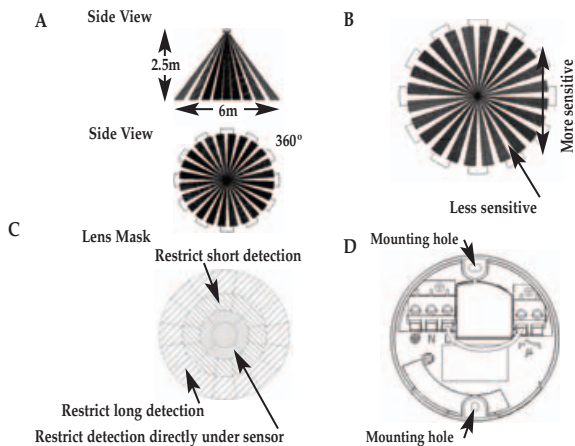 A
Side View
2.5m
6m
Side View
360º
B
More sensitive
Less sensitive
C
Lens Mask
Restrict short detection
Restrict long detection
Restrict detection directly under sensor
D
Mounting hole
N L
Mounting hole